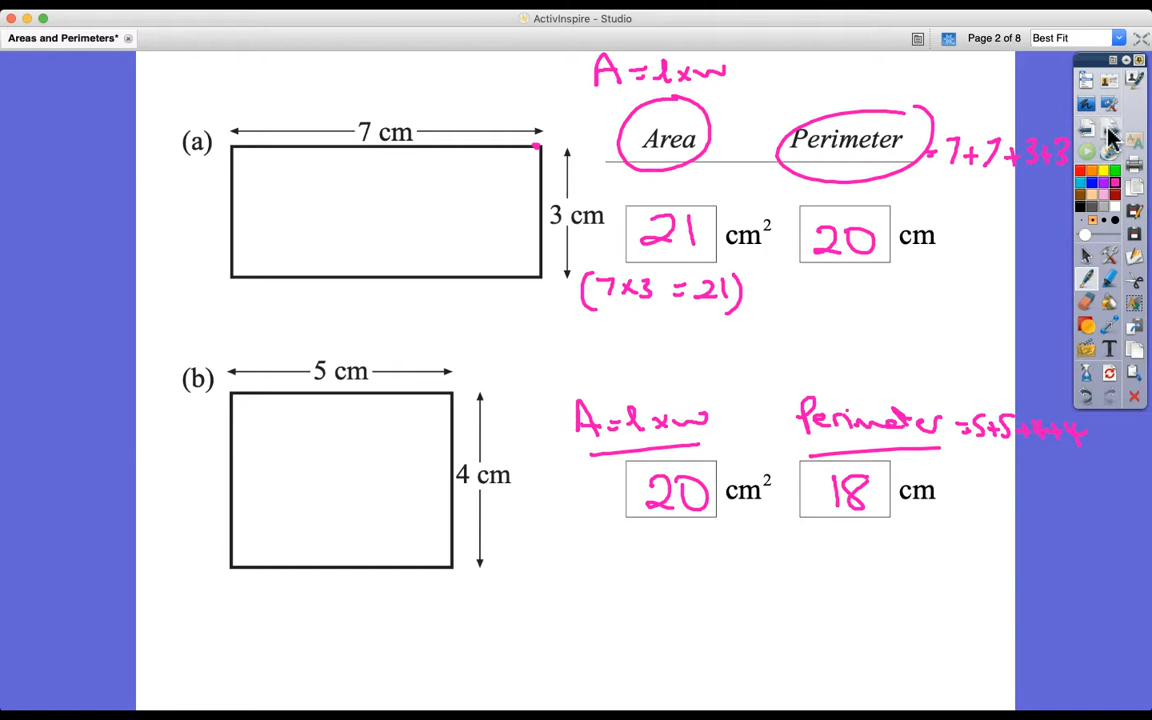 ActivInspire - Studio
Areas and Perimeters*
Page 2 of 8
Best Fit
A = l x w
(a)
7 cm
Area
Perimeter
= 7+7+3+3
3 cm
21 cm²
20 cm
(7x3 = 21)
(b)
5 cm
A = l x w
Perimeter = 5+5+4+4
4 cm
20 cm²
18 cm
T